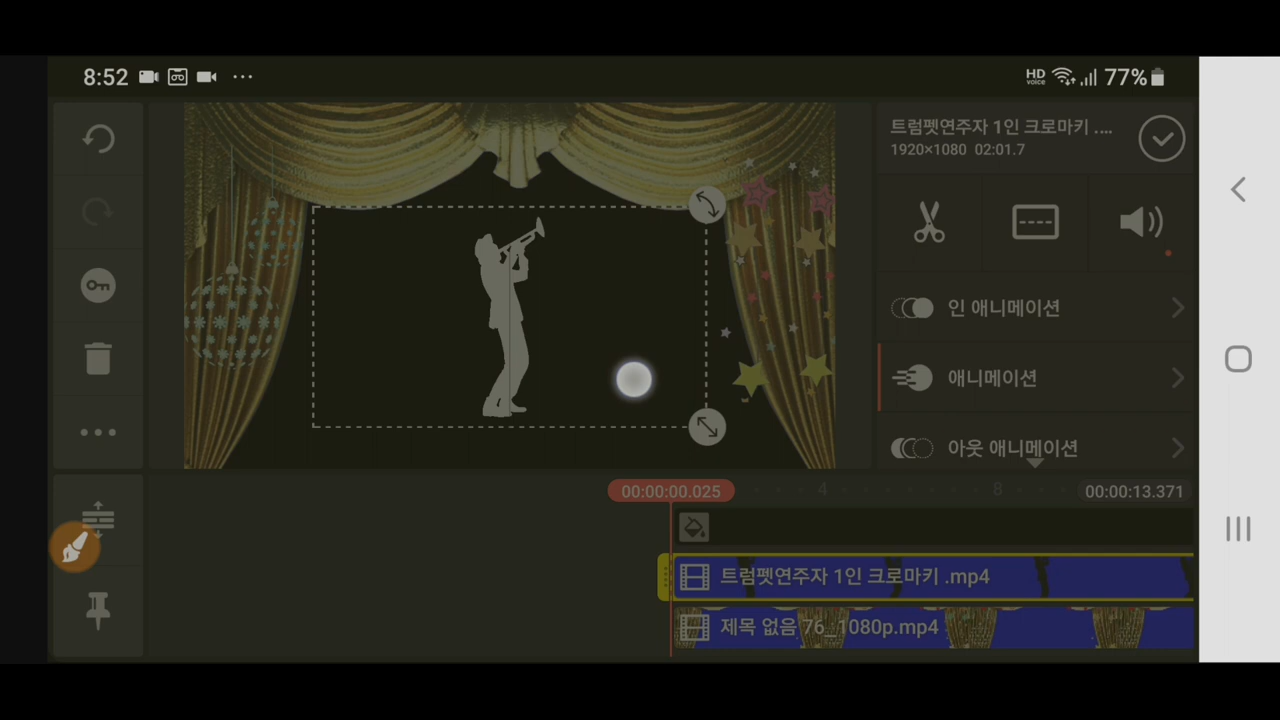 8:52
HD voice 77%
트럼펫연주자 1인 크로마키 ....
1920×1080 02:01.7
인 애니메이션
애니메이션
아웃 애니메이션
00:00:00.025 4 8 00:00:13.371
트럼펫연주자 1인 크로마키 .mp4
제목 없음 76_1080p.mp4